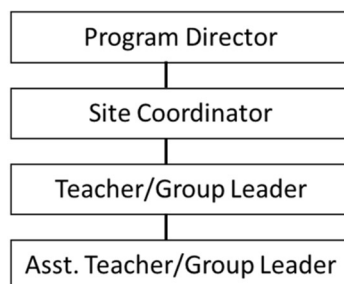 Program Director
Site Coordinator
Teacher/Group Leader
Asst. Teacher/Group Leader